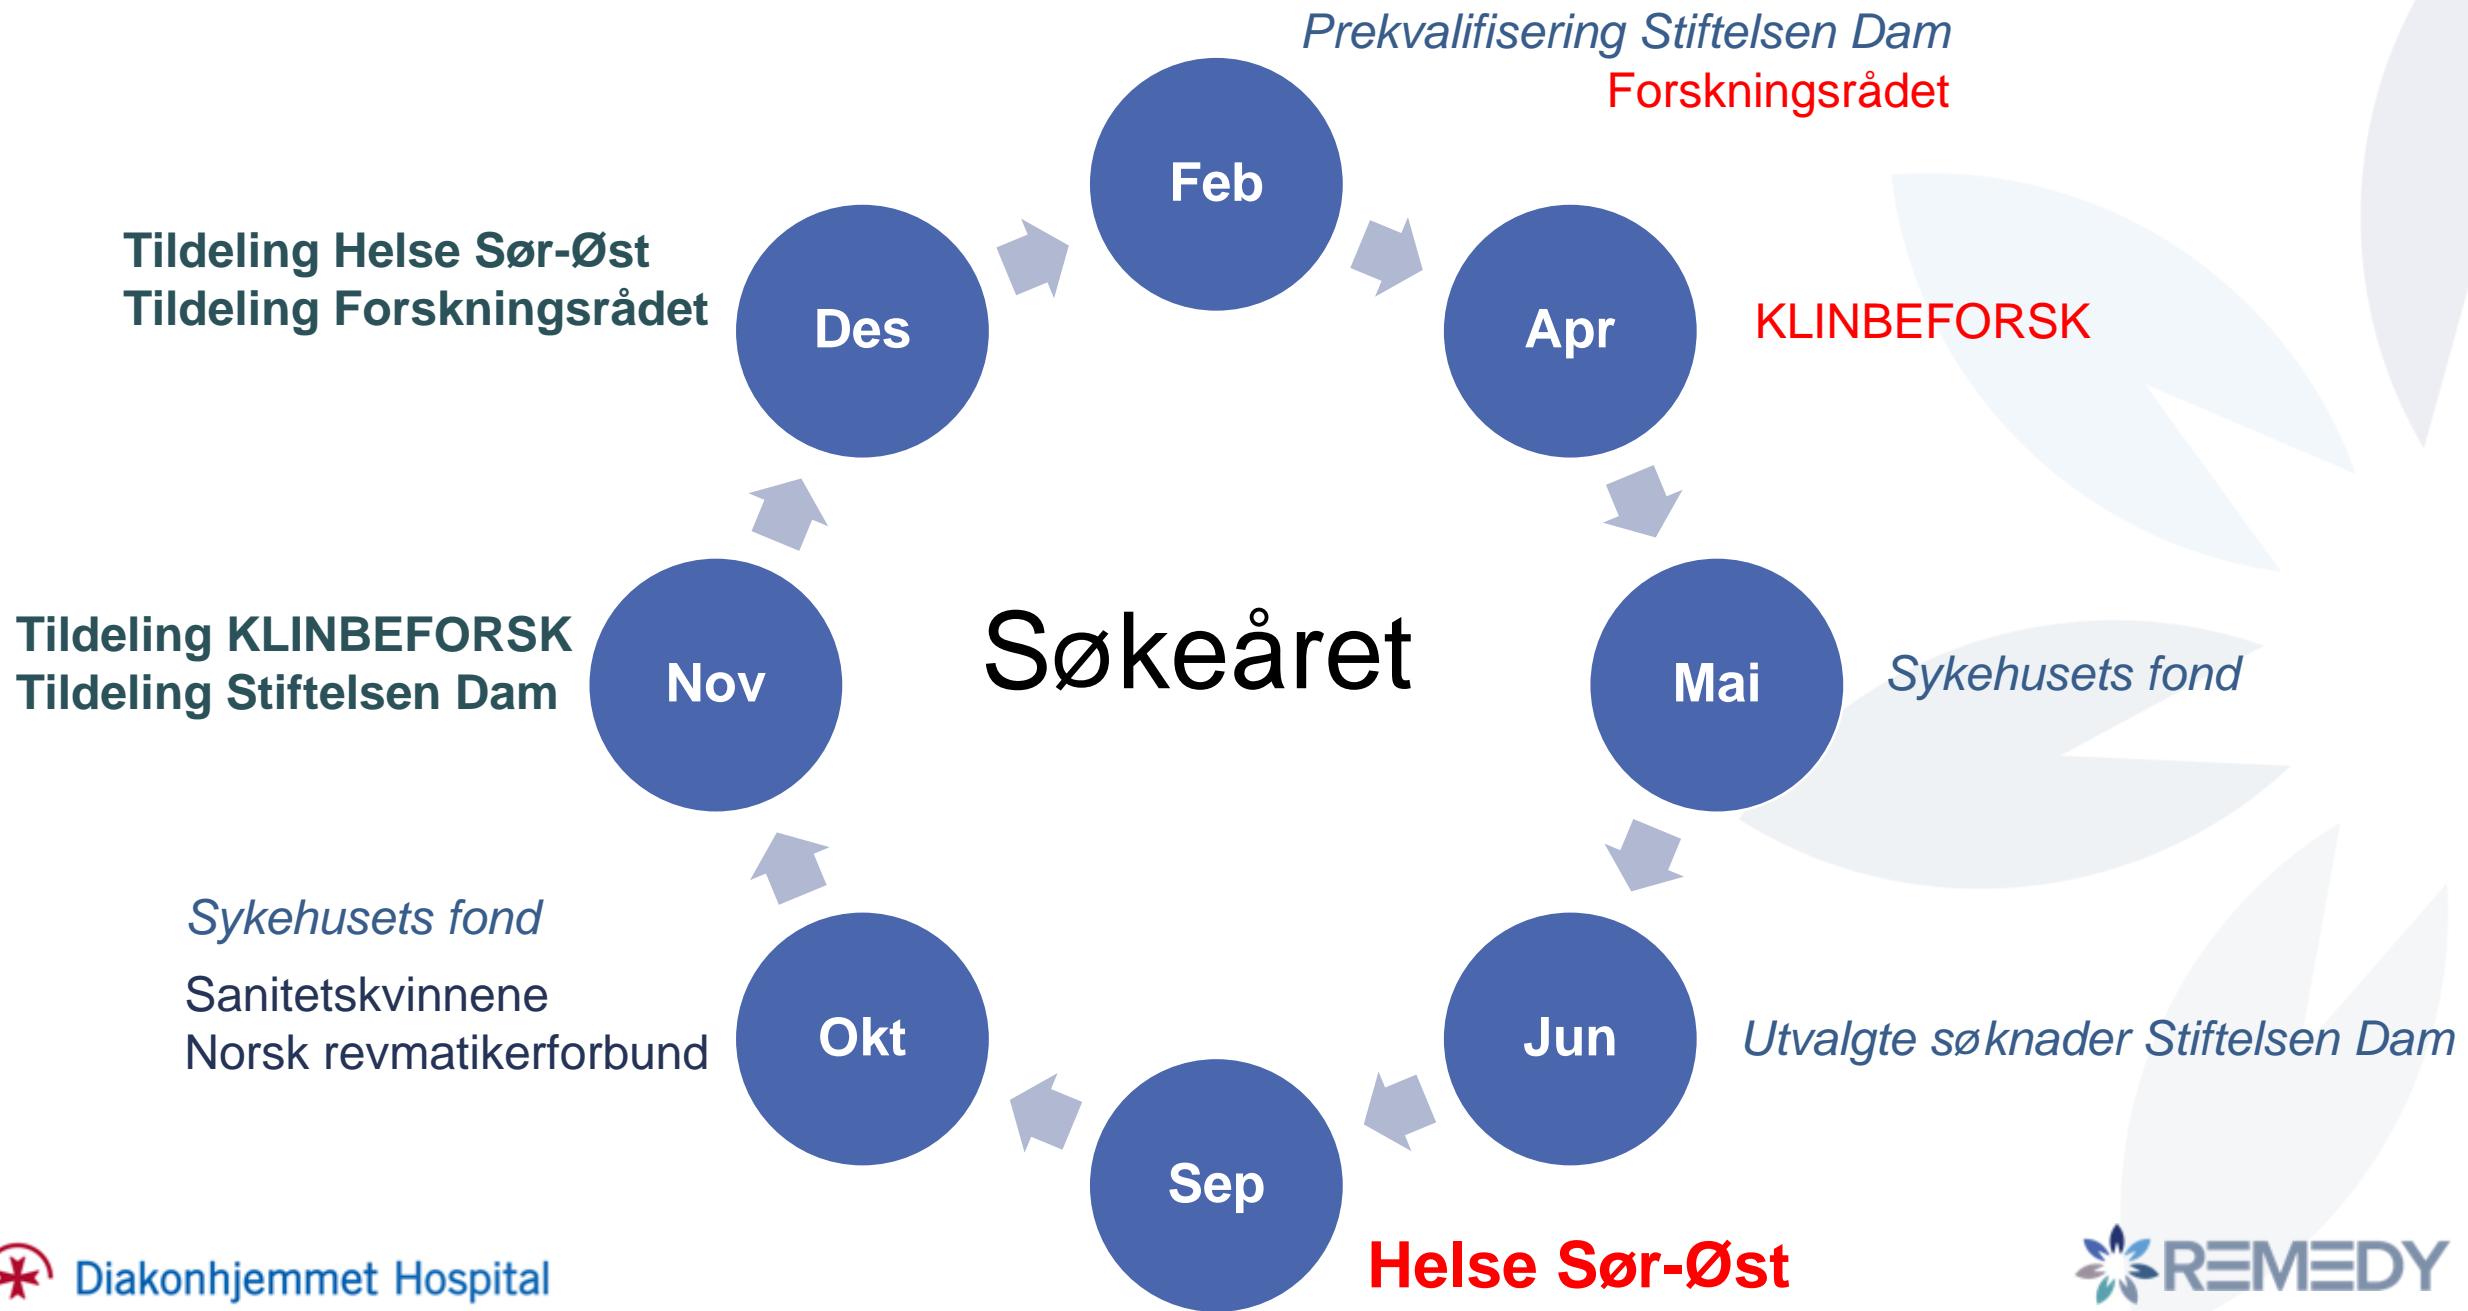 Prekvalifisering Stiftelsen Dam
Forskningsrådet
Feb
Tildeling Helse Sør-Øst
Tildeling Forskningsrådet
Des
Apr
KLINBEFORSK
Tildeling KLINBEFORSK
Tildeling Stiftelsen Dam
Nov
Søkeåret
Mai
Sykehusets fond
Sykehusets fond
Sanitetskvinnene
Norsk revmatikerforbund
Okt
Jun
Utvalgte søknader Stiftelsen Dam
Sep
Helse Sør-Øst
Diakonhjemmet Hospital
REMEDY